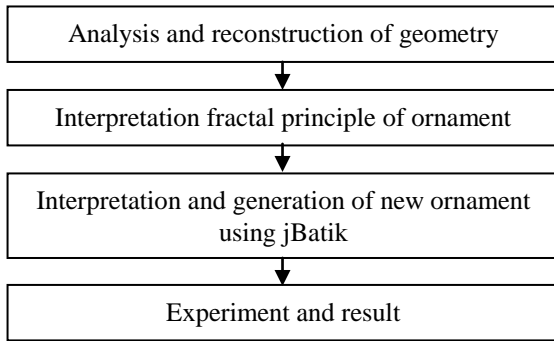 Analysis and reconstruction of geometry
Interpretation fractal principle of ornament
Interpretation and generation of new ornament
using jBatik
Experiment and result